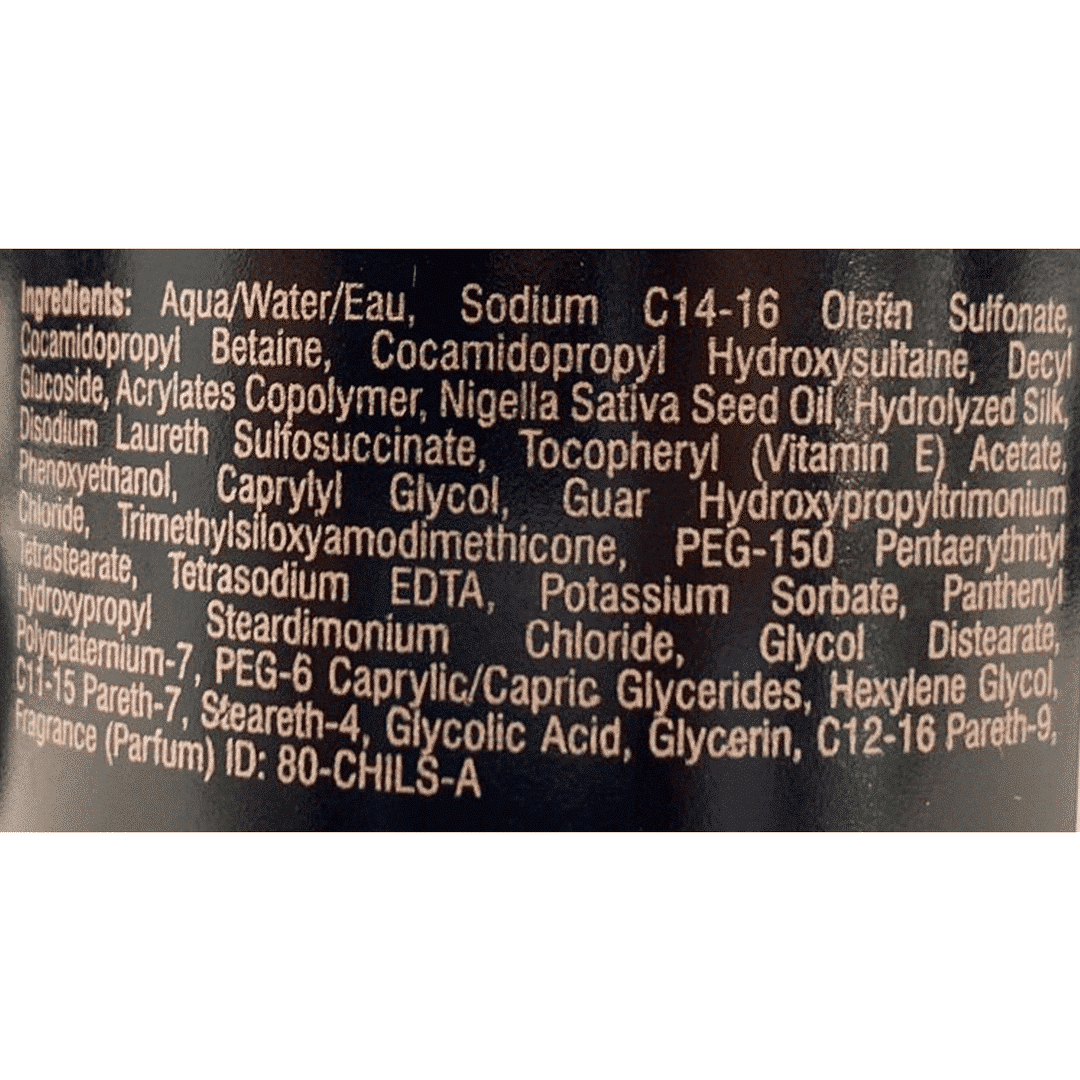 Ingredients: Aqua/Water/Eau, Sodium C14-16 Olefin Sulfonate,
Cocamidopropyl Betaine, Cocamidopropyl Hydroxysultaine, Decyl
Glucoside, Acrylates Copolymer, Nigella Sativa Seed Oil, Hydrolyzed Silk,
Disodium Laureth Sulfosuccinate, Tocopheryl (Vitamin E) Acetate,
Phenoxyethanol, Caprylyl Glycol, Guar Hydroxypropyltrimonium
Chloride, Trimethylsiloxyamodimethicone, PEG-150 Pentaerythrityl
Tetrastearate, Tetrasodium EDTA, Potassium Sorbate, Panthenyl
Hydroxypropyl Steardimonium Chloride, Glycol Distearate,
Polyquaternium-7, PEG-6 Caprylic/Capric Glycerides, Hexylene Glycol,
C11-15 Pareth-7, Steareth-4, Glycolic Acid, Glycerin, C12-16 Pareth-9,
Fragrance (Parfum) ID: 80-CHILS-A